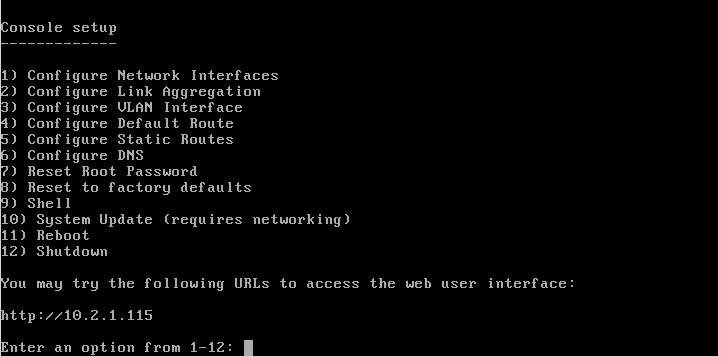 Console setup
-------------
1) Configure Network Interfaces
2) Configure Link Aggregation
3) Configure VLAN Interface
4) Configure Default Route
5) Configure Static Routes
6) Configure DNS
7) Reset Root Password
8) Reset to factory defaults
9) Shell
10) System Update (requires networking)
11) Reboot
12) Shutdown
You may try the following URLs to access the web user interface:
http://10.2.1.115
Enter an option from 1-12: